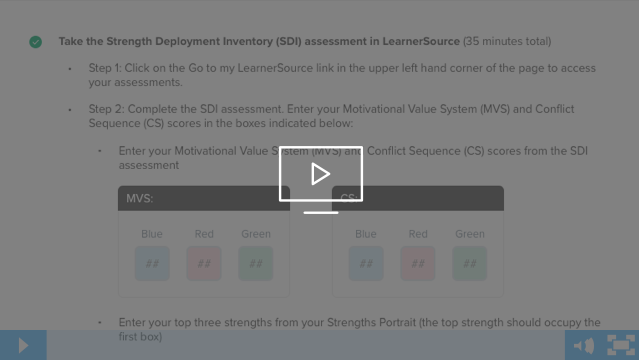 Take the Strength Deployment Inventory (SDI) assessment in LearnerSource (35 minutes total)
• Step 1: Click on the Go to my LearnerSource link in the upper left hand corner of the page to access
your assessments.
• Step 2: Complete the SDI assessment. Enter your Motivational Value System (MVS) and Conflict
Sequence (CS) scores in the boxes indicated below:
• Enter your Motivational Value System (MVS) and Conflict Sequence (CS) scores from the SDI
assessment
MVS: CS:
Blue Red Green Blue Red Green
## ## ## ## ## ##
• Enter your top three strengths from your Strengths Portrait (the top strength should occupy the
first box)